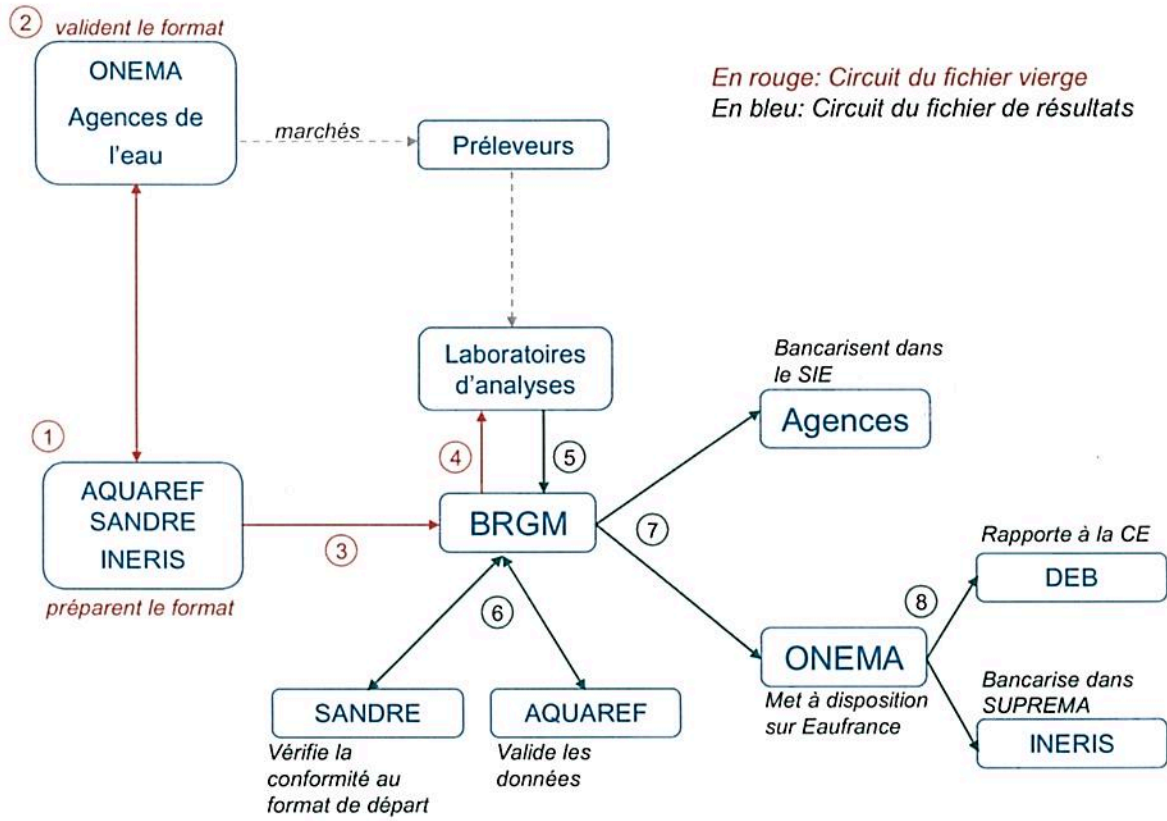 ② valident le format
ONEMA
Agences de
l'eau
marchés
Préleveurs
En rouge: Circuit du fichier vierge
En bleu: Circuit du fichier de résultats
Laboratoires
d'analyses
Bancarisent dans
le SIE
Agences
①
AQUAREF
SANDRE
INERIS
préparent le format
③
④
⑤
BRGM
⑦
⑥
SANDRE
Vérifie la
conformité au
format de départ
AQUAREF
Valide les
données
ONEMA
Met à disposition
sur Eaufrance
⑧
Rapporte à la CE
DEB
Bancarise dans
SUPREMA
INERIS